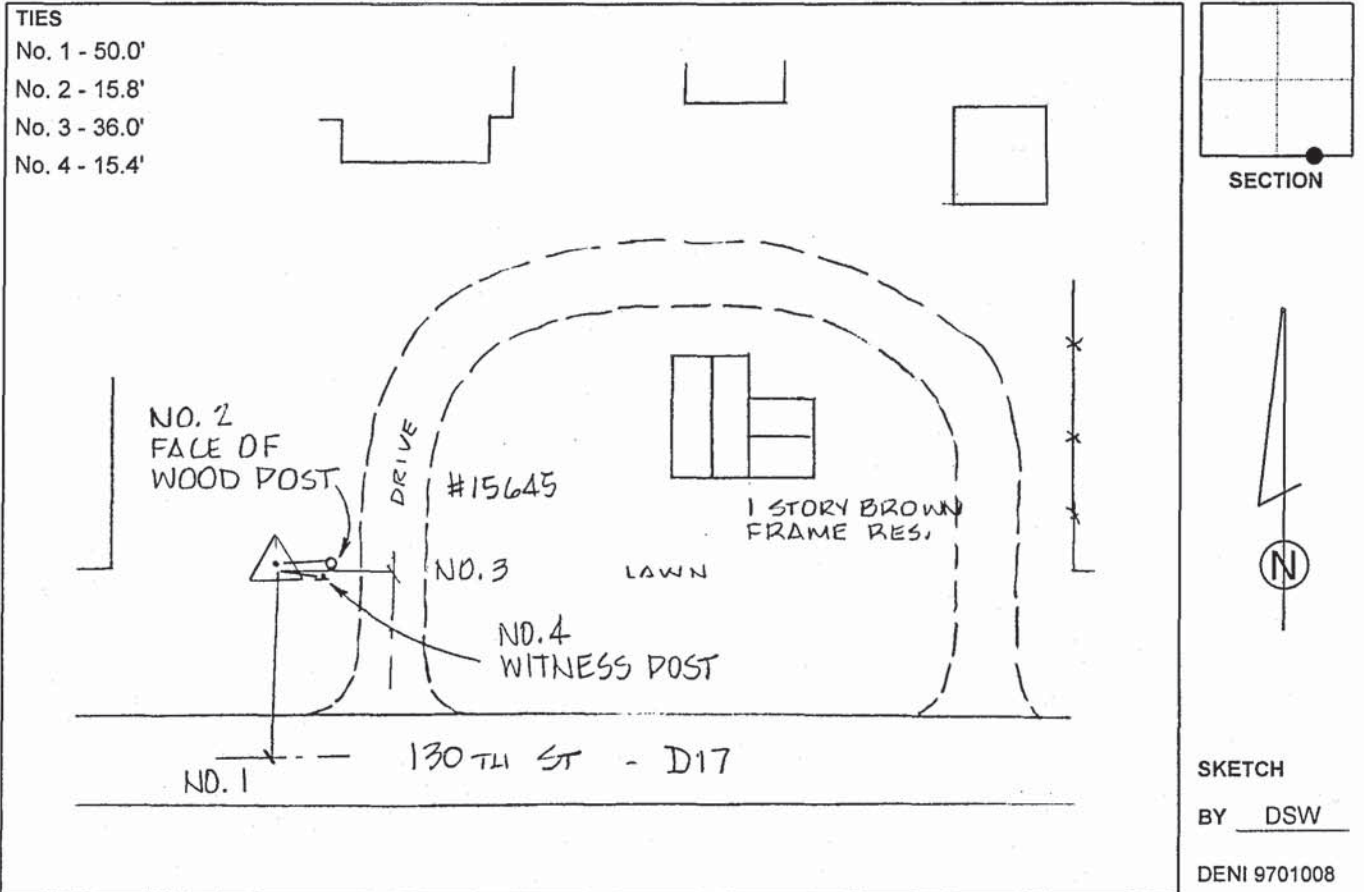 TIES
No. 1 - 50.0'
No. 2 - 15.8'
No. 3 - 36.0'
No. 4 - 15.4'
SECTION
NO. 2
FACE OF
WOOD POST
DRIVE
#15645
1 STORY BROWN
FRAME RES.
NO. 3
LAWN
NO. 4
WITNESS POST
N
130TH ST - D17
NO. 1
SKETCH
BY DSW
DENI 9701008